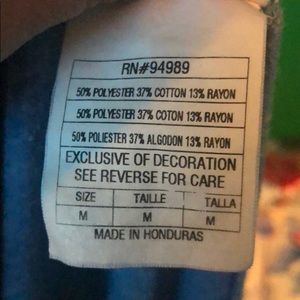 RN#94989
50% POLYESTER 37% COTTON 13% RAYON
50% POLYESTER 37% COTON 13% RAYON
50% POLIESTER 37% ALGODON 13% RAYON
EXCLUSIVE OF DECORATION
SEE REVERSE FOR CARE
SIZE TAILLE TALLA
M M M
MADE IN HONDURAS